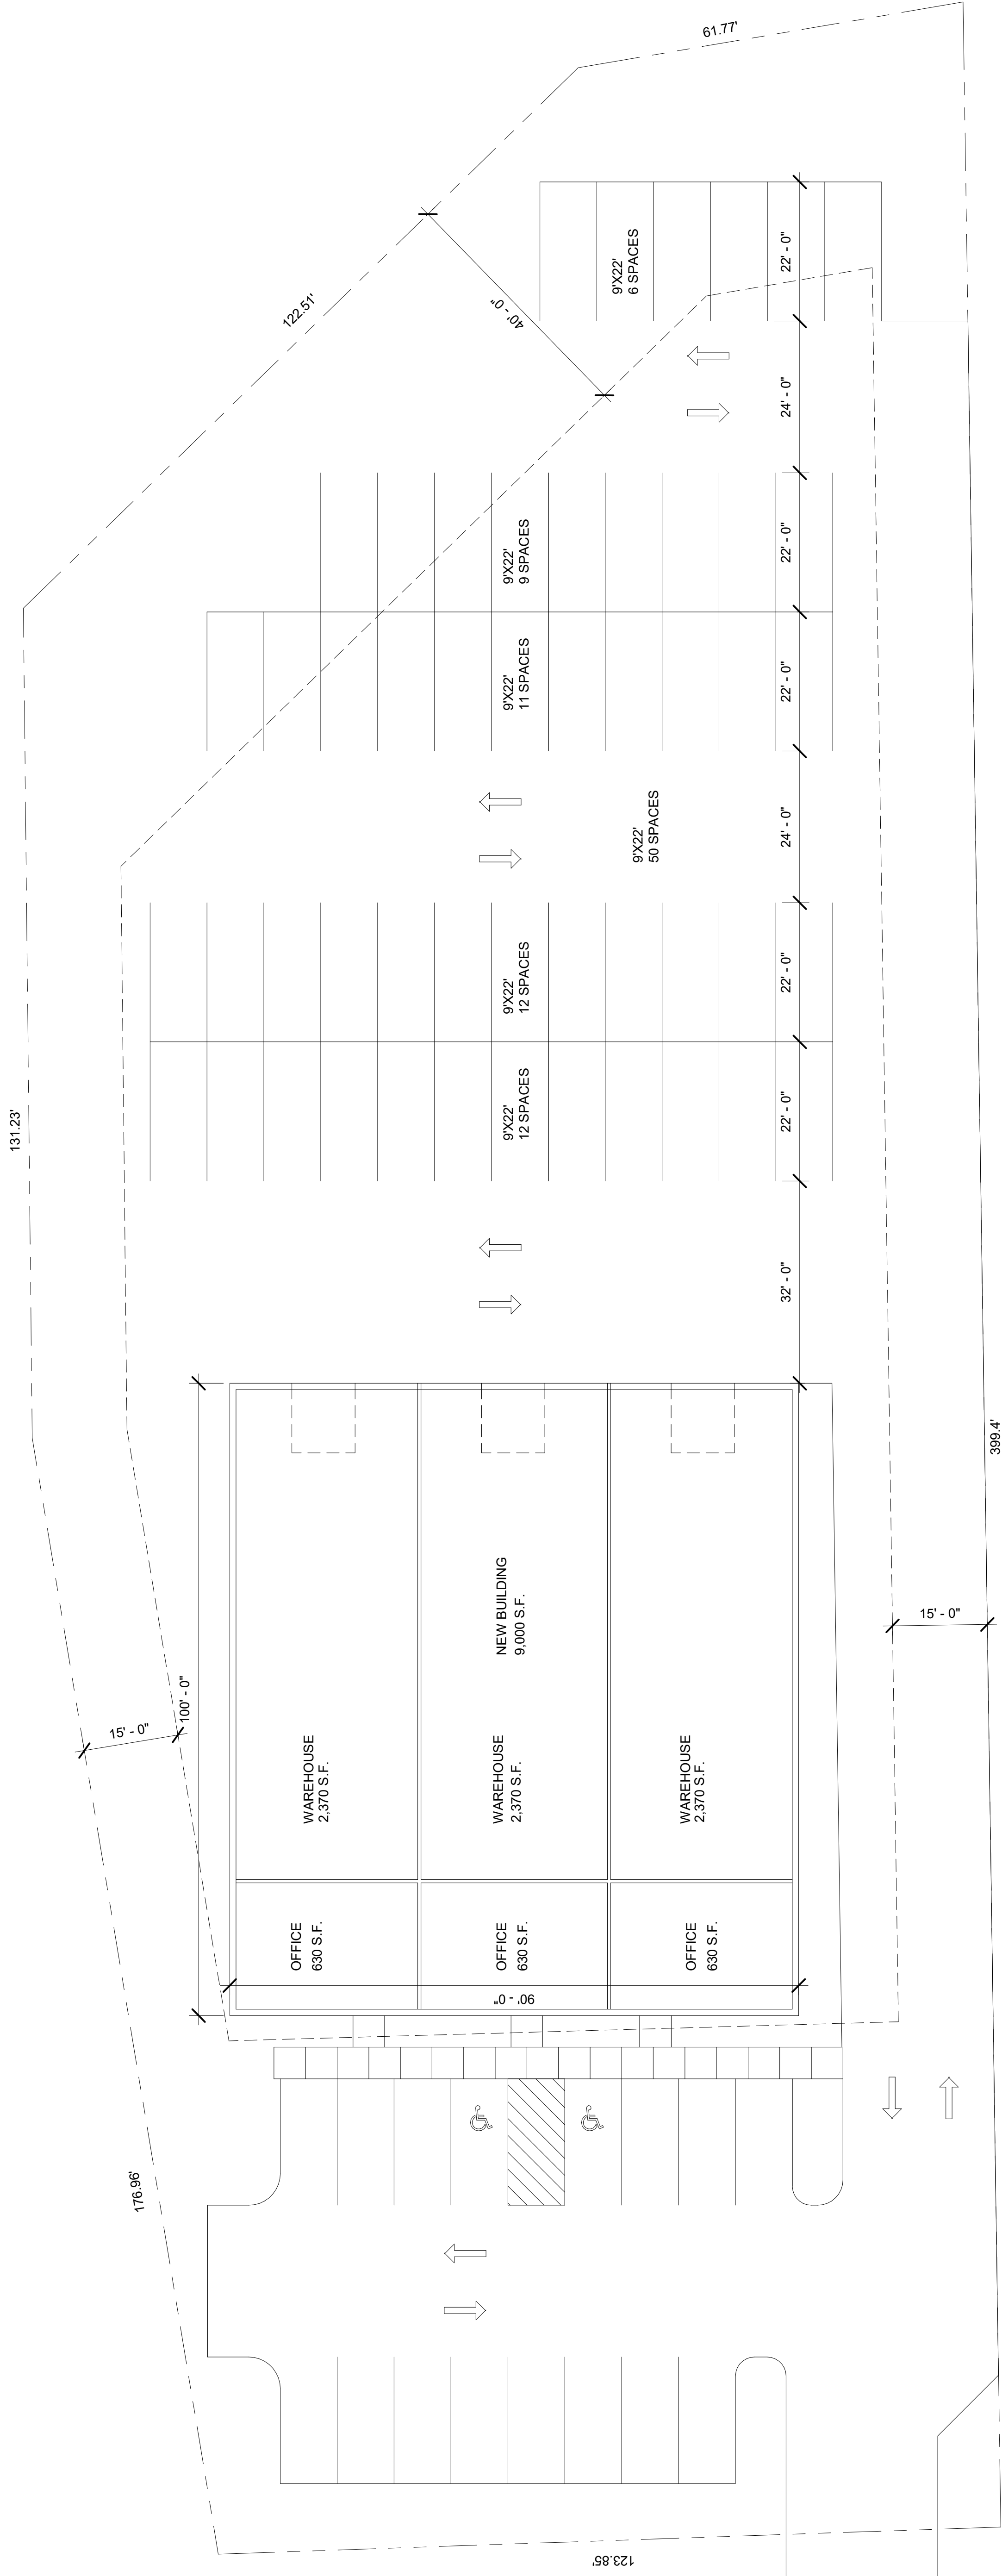 61.77'
122.51'
40' - 0"
9'X22'
6 SPACES
22' - 0"
24' - 0"
9'X22'
9 SPACES
22' - 0"
9'X22'
11 SPACES
22' - 0"
9'X22'
50 SPACES
24' - 0"
9'X22'
12 SPACES
22' - 0"
9'X22'
12 SPACES
22' - 0"
131.23'
32' - 0"
399.4'
15' - 0"
NEW BUILDING
9,000 S.F.
100' - 0"
15' - 0"
WAREHOUSE
2,370 S.F.
WAREHOUSE
2,370 S.F.
WAREHOUSE
2,370 S.F.
OFFICE
630 S.F.
OFFICE
630 S.F.
OFFICE
630 S.F.
90' - 0"
176.96'
123.85'